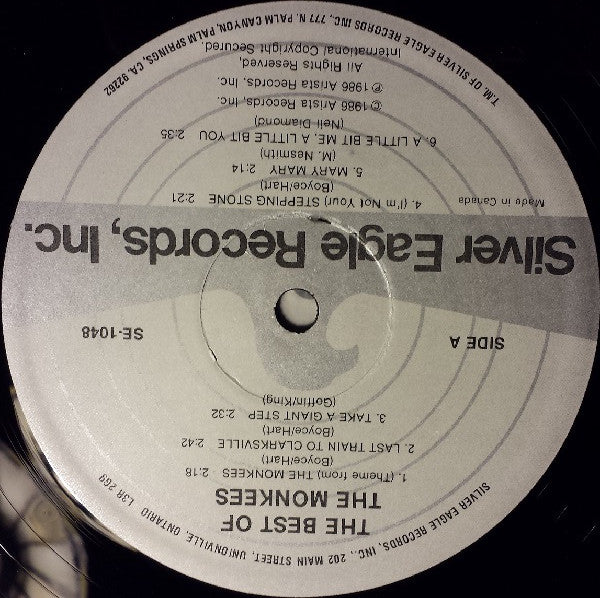 SILVER EAGLE RECORDS, INC., 202 MAIN STREET, UNIONVILLE, ONTARIO L3R 2G9
THE BEST OF
THE MONKEES
1. (Theme from) THE MONKEES 2:18
(Boyce/Hart)
2. LAST TRAIN TO CLARKSVILLE 2:42
(Boyce/Hart)
3. TAKE A GIANT STEP 2:32
(Goffin/King)
SIDE A
SE-1048
Silver Eagle Records, Inc.
Made in Canada
4. (I'm Not Your) STEPPING STONE 2:21
(Boyce/Hart)
5. MARY MARY 2:14
(M. Nesmith)
6. A LITTLE BIT ME, A LITTLE BIT YOU 2:35
(Neil Diamond)
© 1986 Arista Records, Inc.
℗ 1986 Arista Records, Inc.
All Rights Reserved,
International Copyright Secured.
T.M. OF SILVER EAGLE RECORDS INC., 777 N. PALM CANYON, PALM SPRINGS, CA. 92262